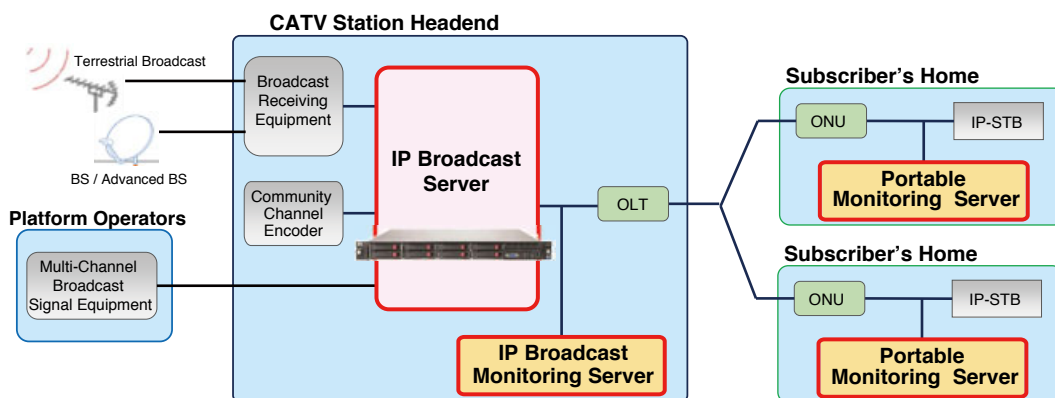 CATV Station Headend
Terrestrial Broadcast
BS / Advanced BS
Broadcast
Receiving
Equipment
IP Broadcast
Server
Community
Channel
Encoder
Platform Operators
Multi-Channel
Broadcast
Signal Equipment
OLT
IP Broadcast
Monitoring Server
Subscriber's Home
ONU
IP-STB
Portable
Monitoring Server
Subscriber's Home
ONU
IP-STB
Portable
Monitoring Server